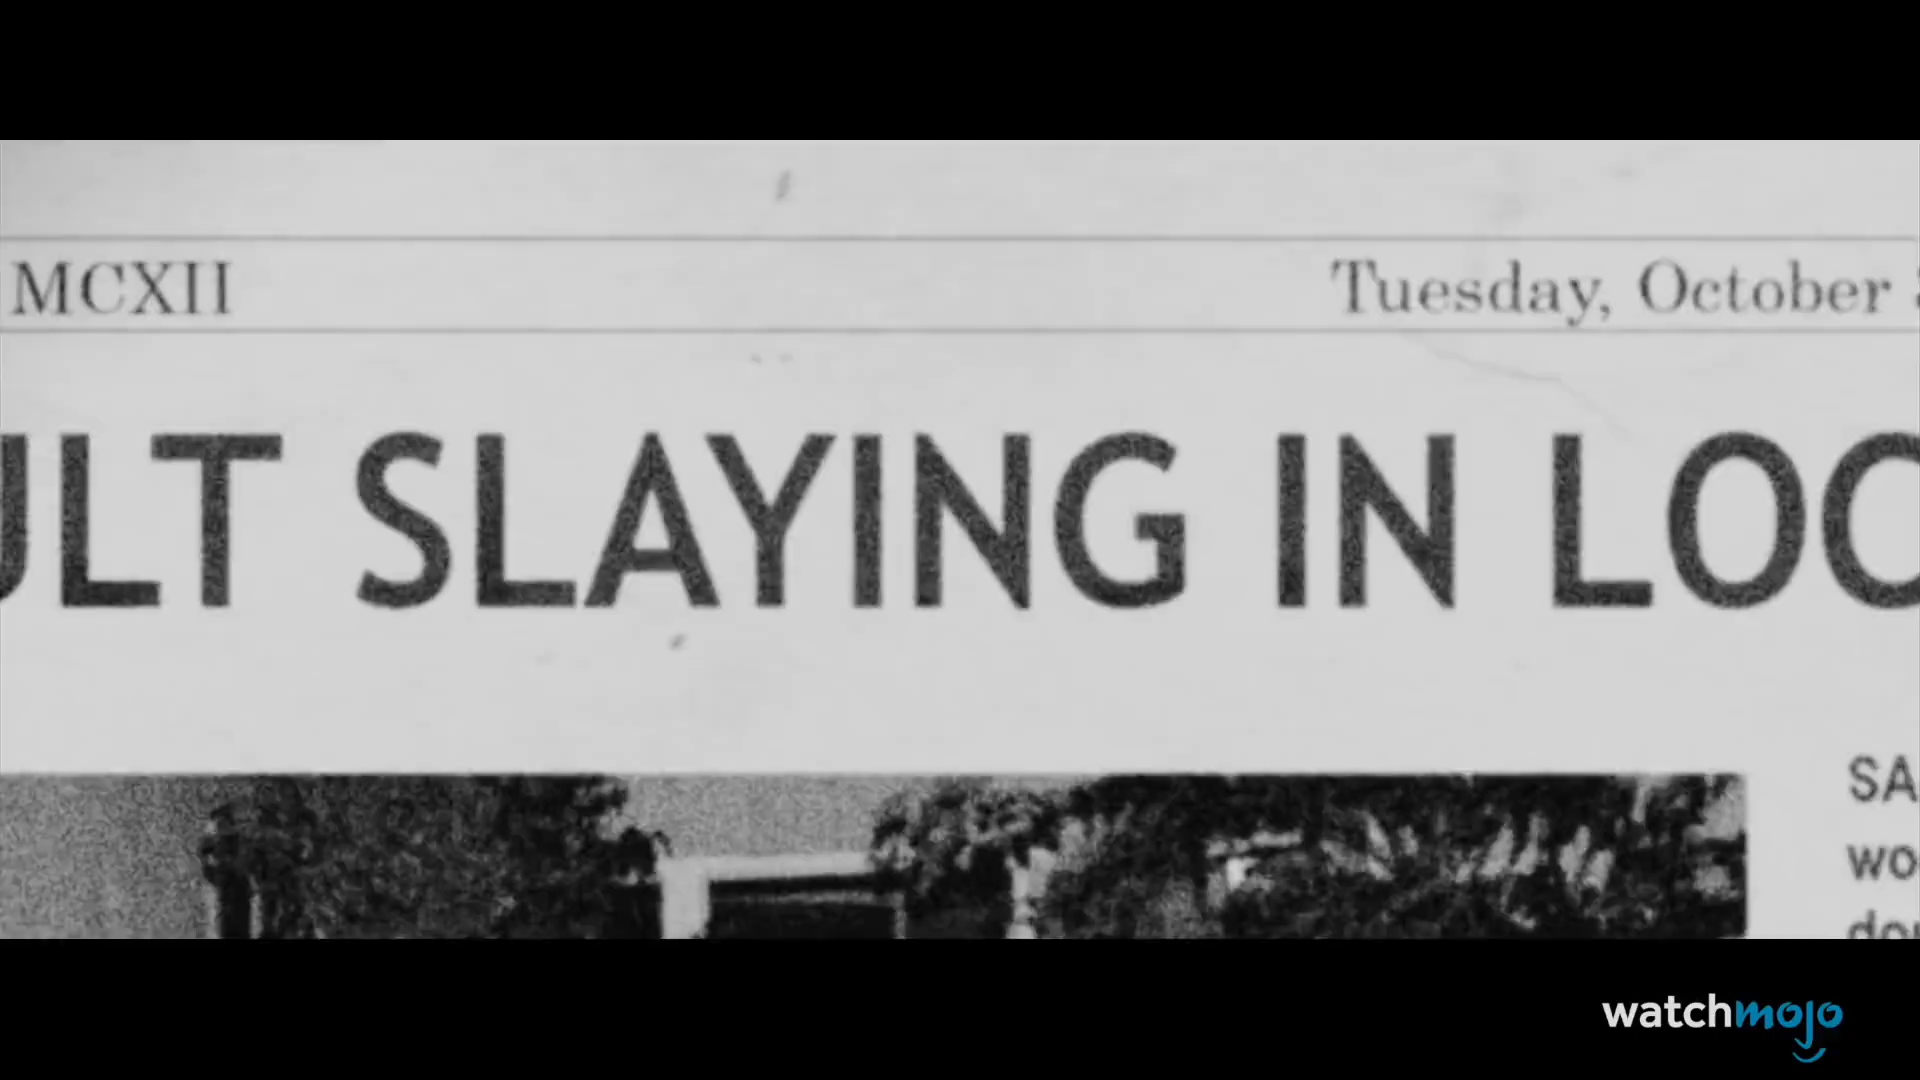 MCXII
Tuesday, October
ULT SLAYING IN LOC
SA
wo
watchmojo